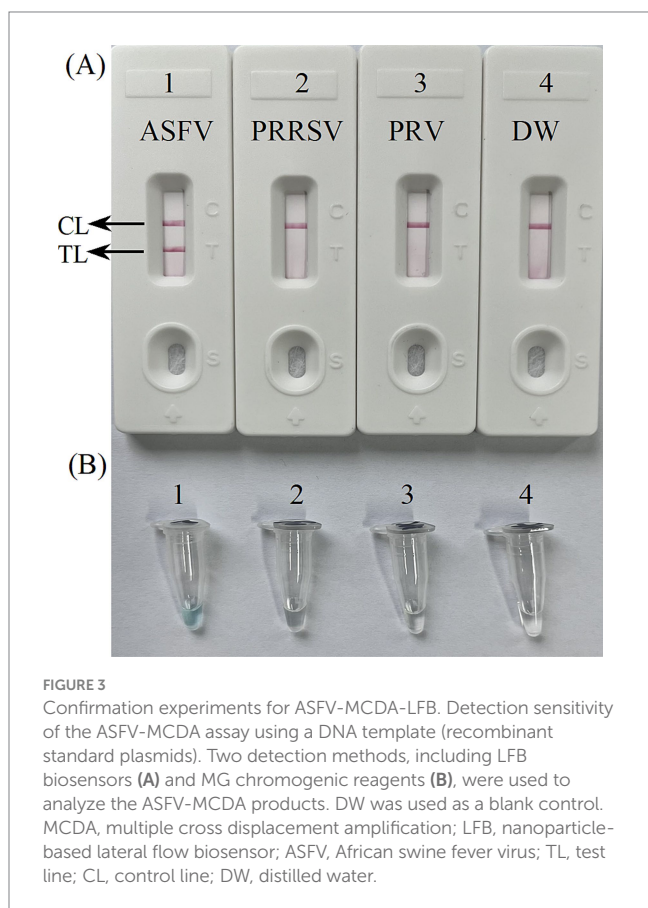 (A)
1 2 3 4
ASFV PRRSV PRV DW
C C C C
CL
TL
T T T T
S S S S
(B)
1 2 3 4
FIGURE 3
Confirmation experiments for ASFV-MCDA-LFB. Detection sensitivity
of the ASFV-MCDA assay using a DNA template (recombinant
standard plasmids). Two detection methods, including LFB
biosensors (A) and MG chromogenic reagents (B), were used to
analyze the ASFV-MCDA products. DW was used as a blank control.
MCDA, multiple cross displacement amplification; LFB, nanoparticle-
based lateral flow biosensor; ASFV, African swine fever virus; TL, test
line; CL, control line; DW, distilled water.